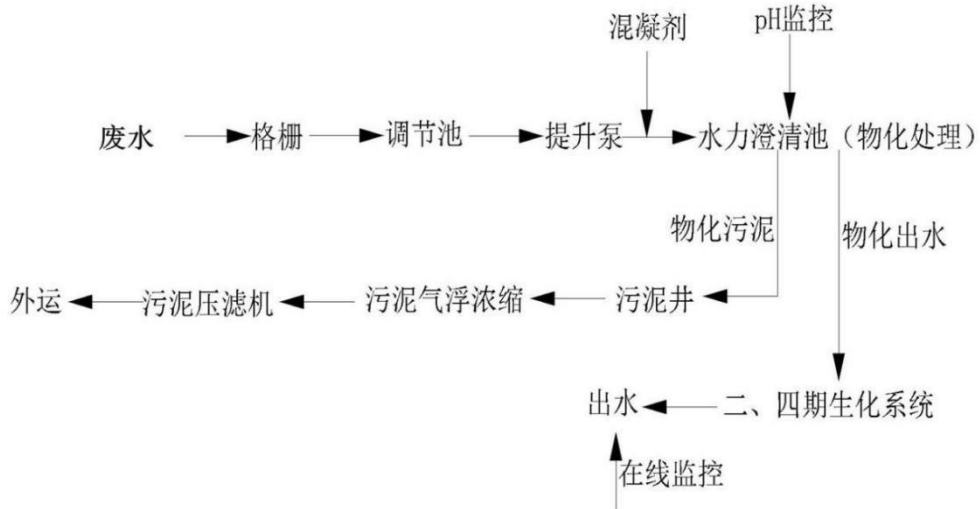 混凝剂 pH监控
废水 格栅 调节池 提升泵 水力澄清池（物化处理）
物化污泥 物化出水
外运 污泥压滤机 污泥气浮浓缩 污泥井
出水 二、四期生化系统
在线监控